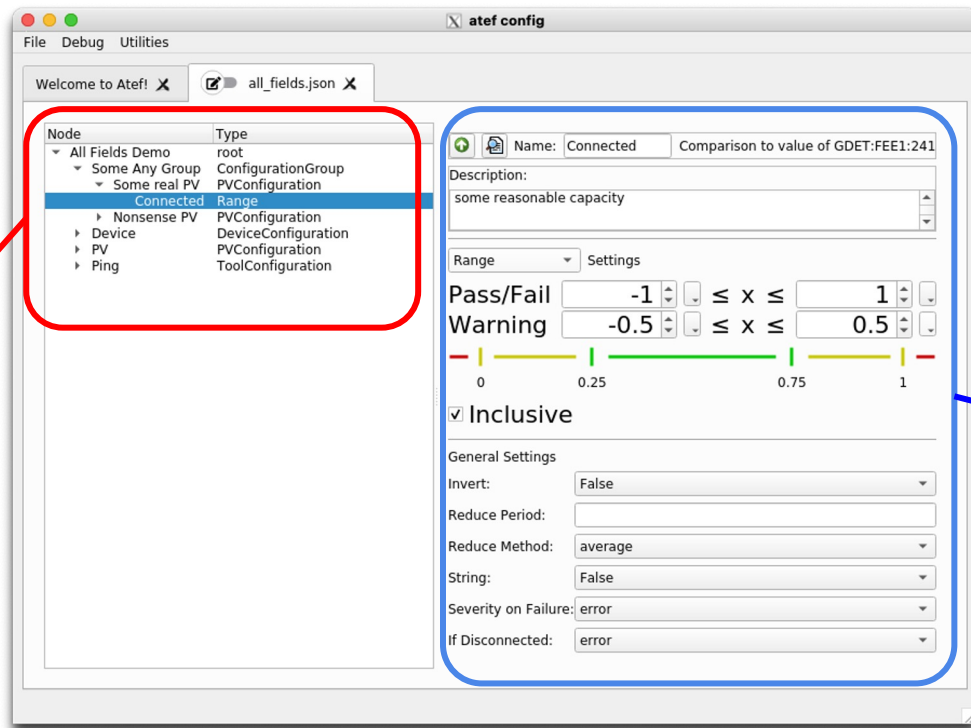 atef config
File Debug Utilities
Welcome to Atef! all_fields.json
Node Type
All Fields Demo root
Some Any Group ConfigurationGroup
Some real PV PVConfiguration
Connected Range
Nonsense PV PVConfiguration
Device DeviceConfiguration
PV PVConfiguration
Ping ToolConfiguration
Name: Connected Comparison to value of GDET:FEE1:241
Description:
some reasonable capacity
Range Settings
Pass/Fail -1 ≤ x ≤ 1
Warning -0.5 ≤ x ≤ 0.5
0 0.25 0.75 1
Inclusive
General Settings
Invert: False
Reduce Period:
Reduce Method: average
String: False
Severity on Failure: error
If Disconnected: error